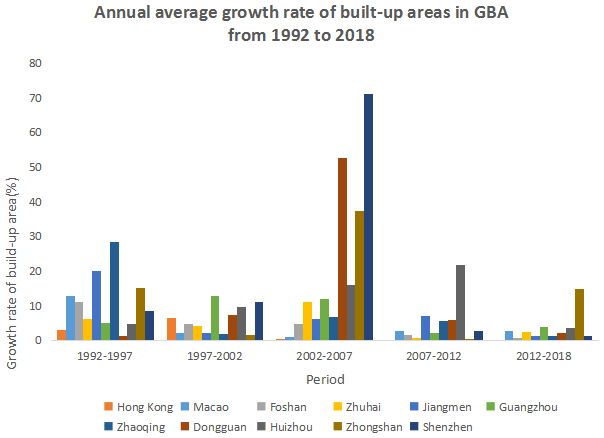 Annual average growth rate of built-up areas in GBA
from 1992 to 2018
80
70
60
50
40
30
20
10
0
Growth rate of build-up area(%)
1992-1997 1997-2002 2002-2007 2007-2012 2012-2018
Period
Hong Kong Macao Foshan Zhuhai Jiangmen Guangzhou
Zhaoqing Dongguan Huizhou Zhongshan Shenzhen